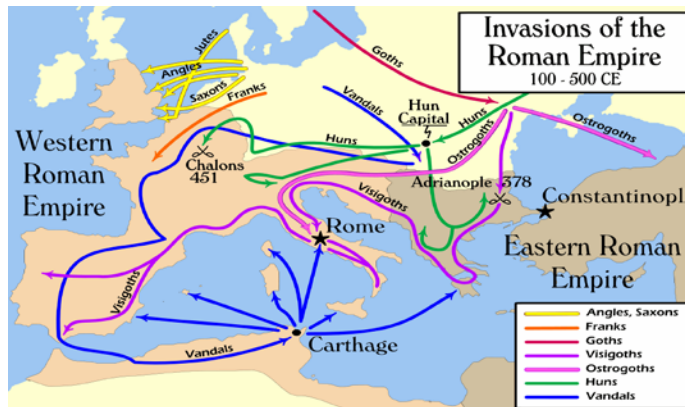 Invasions of the
Roman Empire
100 - 500 CE
Jutes
Angles
Saxons
Franks
Goths
Vandals
Hun
Capital
Huns
Huns
Ostrogoths
Ostrogoths
Western
Roman
Empire
Chalons
451
Adrianople 378
Visigoths
Constantinopl
Rome
Eastern Roman
Empire
Visigoths
Vandals
Carthage
Angles, Saxons
Franks
Goths
Visigoths
Ostrogoths
Huns
Vandals